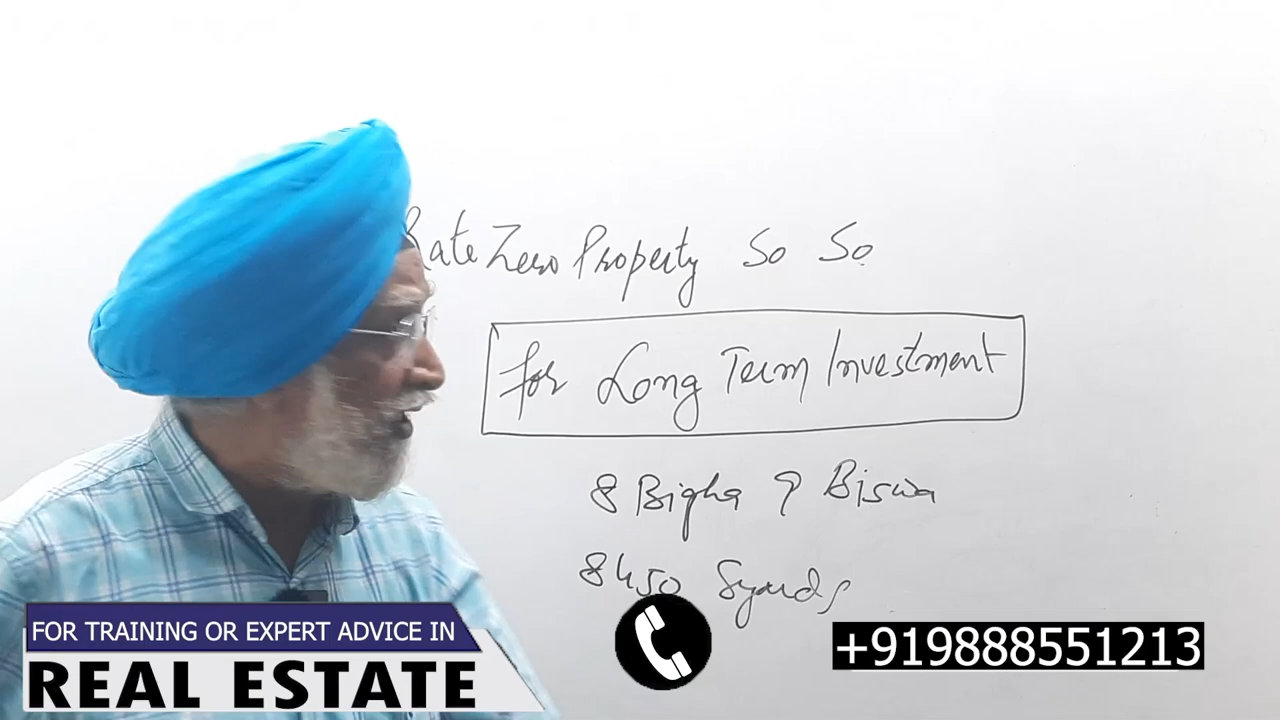 Rate Zero Property So So
for Long Term Investment
8 Bigha 9 Biswa
8450 Syards
FOR TRAINING OR EXPERT ADVICE IN
REAL ESTATE
+919888551213